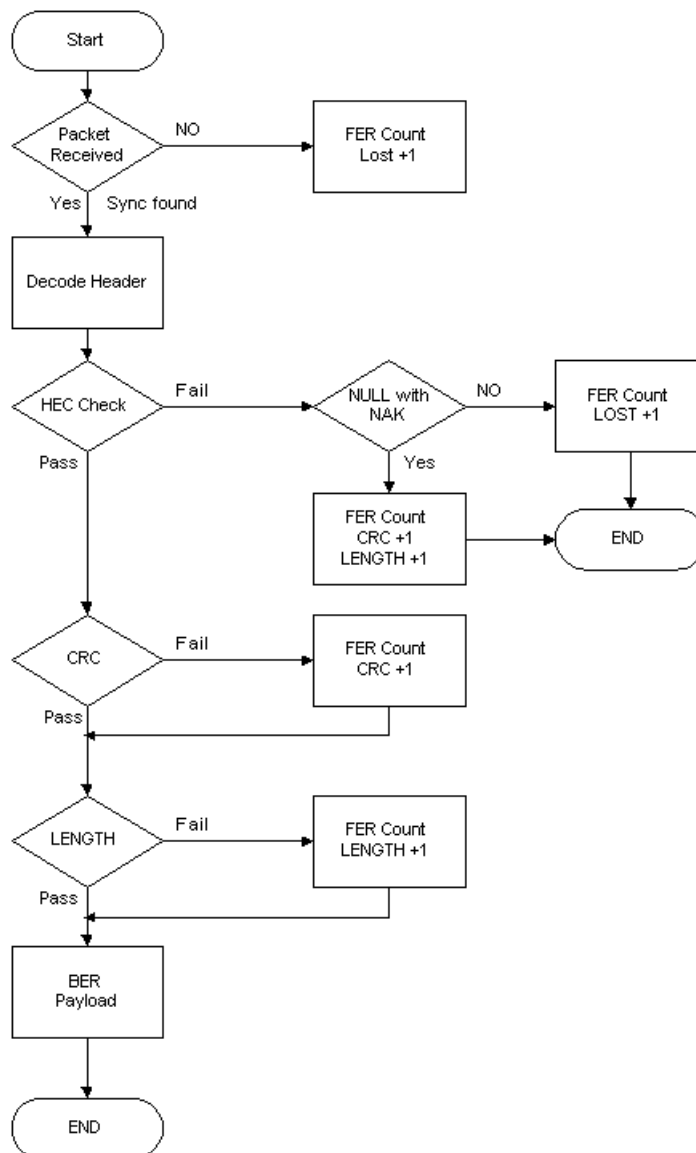 Start
Packet
Received
NO
FER Count
Lost +1
Yes
Sync found
Decode Header
HEC Check
Fail
NULL with
NAK
NO
FER Count
LOST +1
Pass
Yes
FER Count
CRC +1
LENGTH +1
END
CRC
Fail
FER Count
CRC +1
Pass
LENGTH
Fail
FER Count
LENGTH +1
Pass
BER
Payload
END